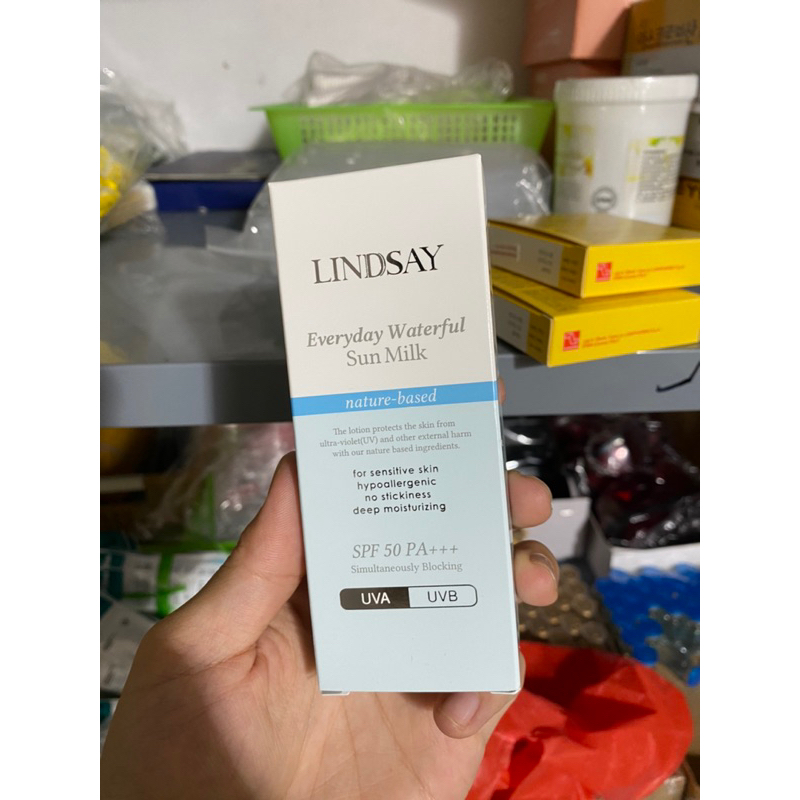 LINDSAY
Everyday Waterful
Sun Milk
nature-based
The lotion protects the skin from
ultra-violet(UV) and other external harm
with our nature based ingredients.
for sensitive skin
hypoallergenic
no stickiness
deep moisturizing
SPF 50 PA+++
Simultaneously Blocking
UVA UVB